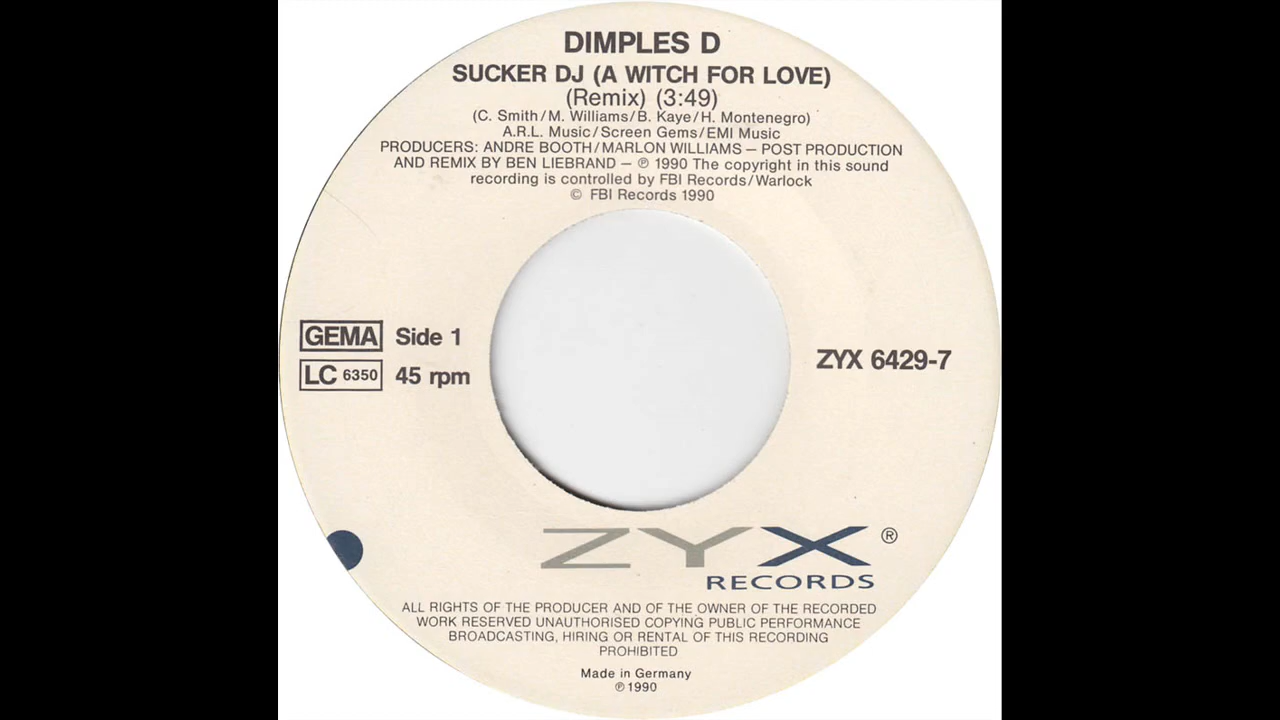 DIMPLES D
SUCKER DJ (A WITCH FOR LOVE)
(Remix) (3:49)
(C. Smith/M. Williams/B. Kaye/H. Montenegro)
A.R.L. Music/Screen Gems/EMI Music
PRODUCERS: ANDRE BOOTH/MARLON WILLIAMS – POST PRODUCTION
AND REMIX BY BEN LIEBRAND – ℗ 1990 The copyright in this sound
recording is controlled by FBI Records/Warlock
© FBI Records 1990
GEMA Side 1
LC 6350 45 rpm
ZYX 6429-7
ZYX ®
RECORDS
ALL RIGHTS OF THE PRODUCER AND OF THE OWNER OF THE RECORDED
WORK RESERVED UNAUTHORISED COPYING PUBLIC PERFORMANCE
BROADCASTING, HIRING OR RENTAL OF THIS RECORDING
PROHIBITED
Made in Germany
℗ 1990